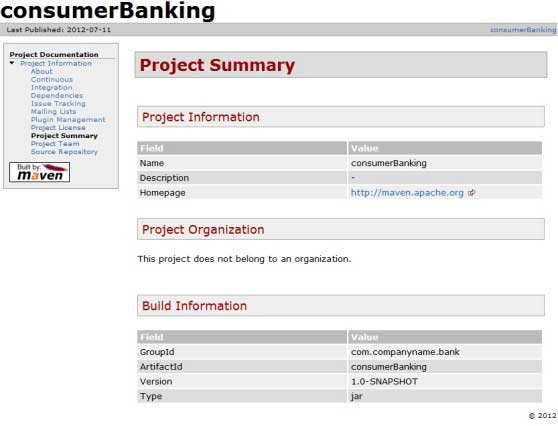 consumerBanking
Last Published: 2012-07-11
consumerBanking
Project Documentation
Project Information
About
Continuous
Integration
Dependencies
Issue Tracking
Mailing Lists
Plugin Management
Project License
Project Summary
Project Team
Source Repository
Built by:
maven
Project Summary
Project Information
Field Value
Name consumerBanking
Description -
Homepage http://maven.apache.org
Project Organization
This project does not belong to an organization.
Build Information
Field Value
GroupId com.companyname.bank
ArtifactId consumerBanking
Version 1.0-SNAPSHOT
Type jar
© 2012